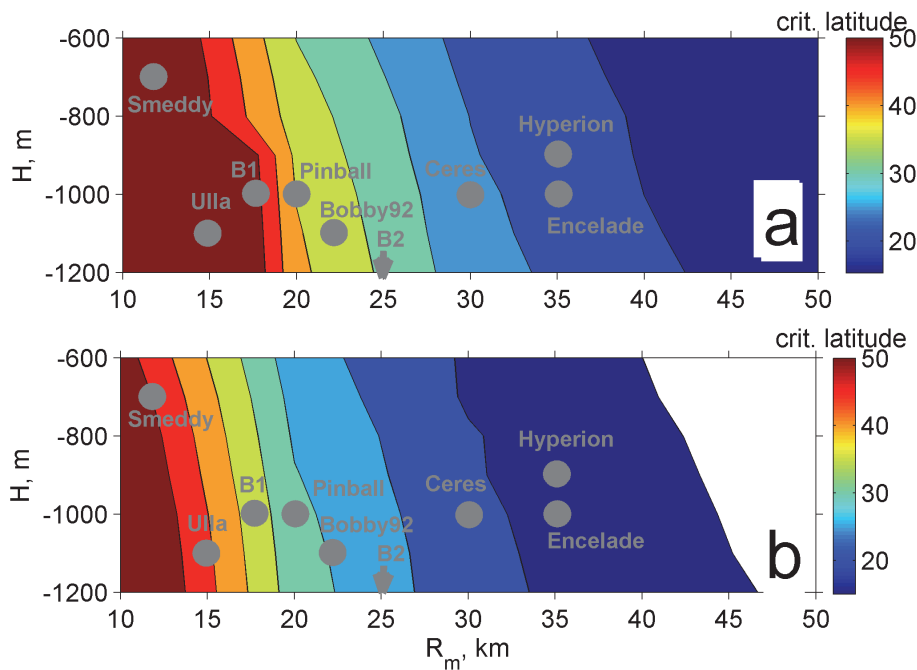 crit. latitude
-600
-800
-1000
-1200
H, m
Smeddy
Ulla
B1
Pinball
Bobby92
B2
Ceres
Hyperion
Encelade
a
10 15 20 25 30 35 40 45 50
50
40
30
20
crit. latitude
-600
-800
-1000
-1200
H, m
Smeddy
Ulla
B1
Pinball
Bobby92
B2
Ceres
Hyperion
Encelade
b
10 15 20 25 30 35 40 45 50
R_m, km
50
40
30
20